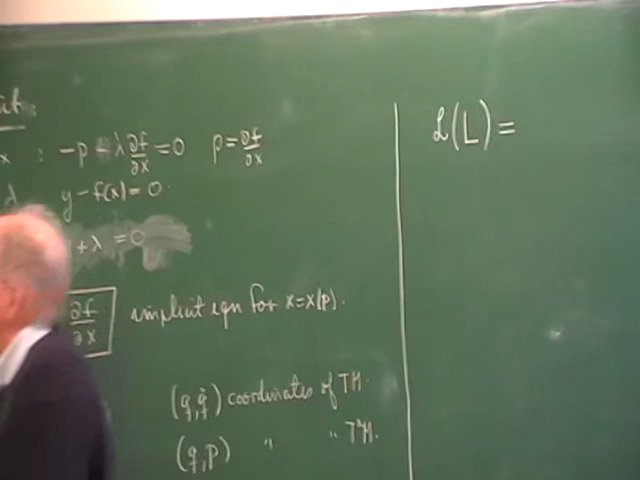 x : -p - λ ∂f/∂x = 0 p = ∂f/∂x
λ y - f(x) = 0.
+ λ = 0
∂f/∂x implicit eqn for x = x(p).
(q, q̇) coordinates of TM.
(q, p) " " T*M.
ℒ(L) =